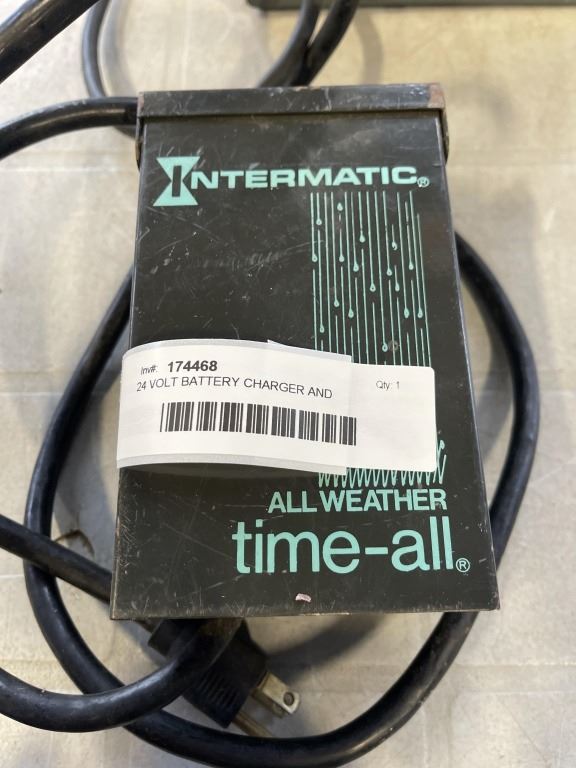 INTERMATIC®
Inv#: 174468
Qty: 1
24 VOLT BATTERY CHARGER AND
ALL WEATHER
time-all®